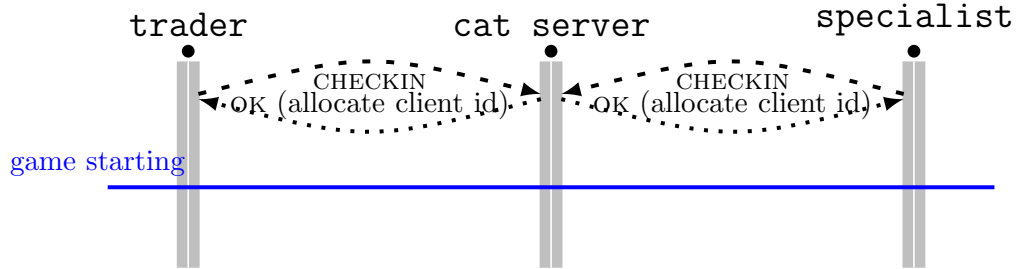 trader
cat server
specialist
CHECKIN
CHECKIN
OK (allocate client id)
OK (allocate client id)
game starting